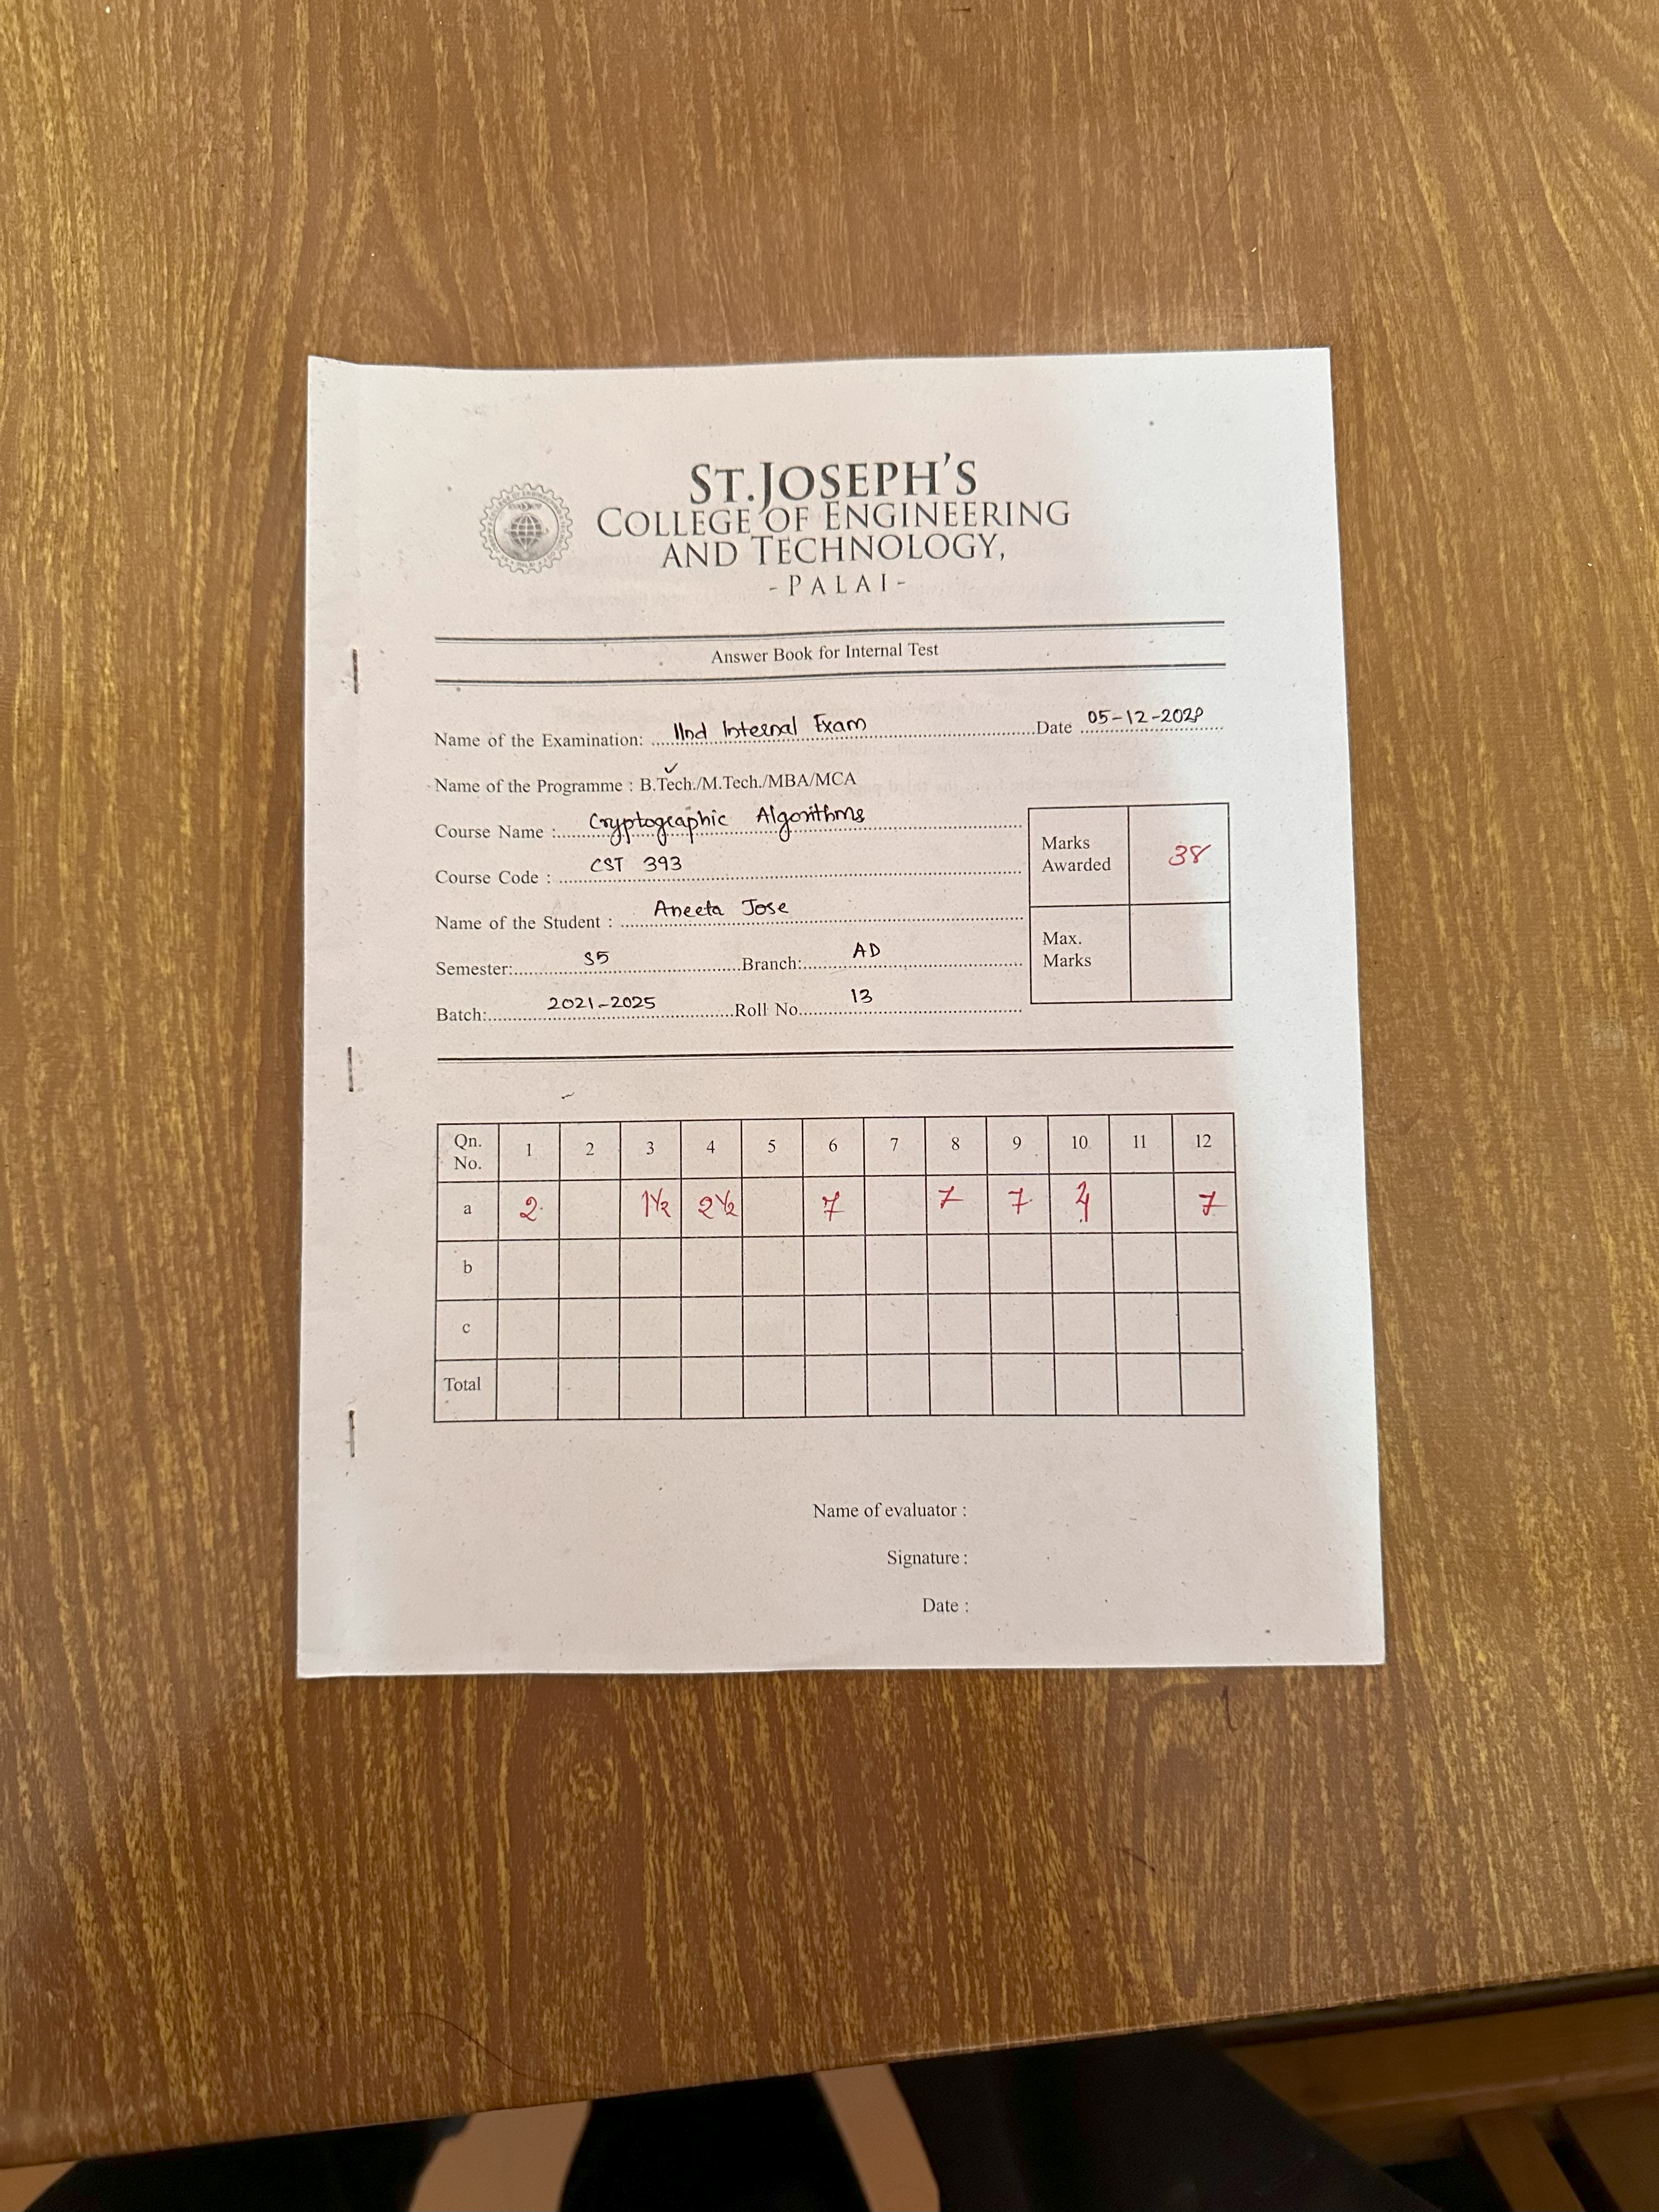 ST.JOSEPH'S
COLLEGE OF ENGINEERING
AND TECHNOLOGY,
-PALAI-
Answer Book for Internal Test
Name of the Examination: IInd Internal Exam Date 05-12-202
Name of the Programme : B.Tech./M.Tech./MBA/MCA
Course Name : Cryptographic Algorithms
Course Code : CST 393
Marks Awarded 38
Name of the Student : Aneeta Jose
Semester: S5 Branch: AD
Max. Marks
Batch: 2021-2025 Roll No. 13
Qn. No. 1 2 3 4 5 6 7 8 9 10 11 12
a 2 1½ 2½ 7 7 7 7
b
c
Total
Name of evaluator :
Signature :
Date :